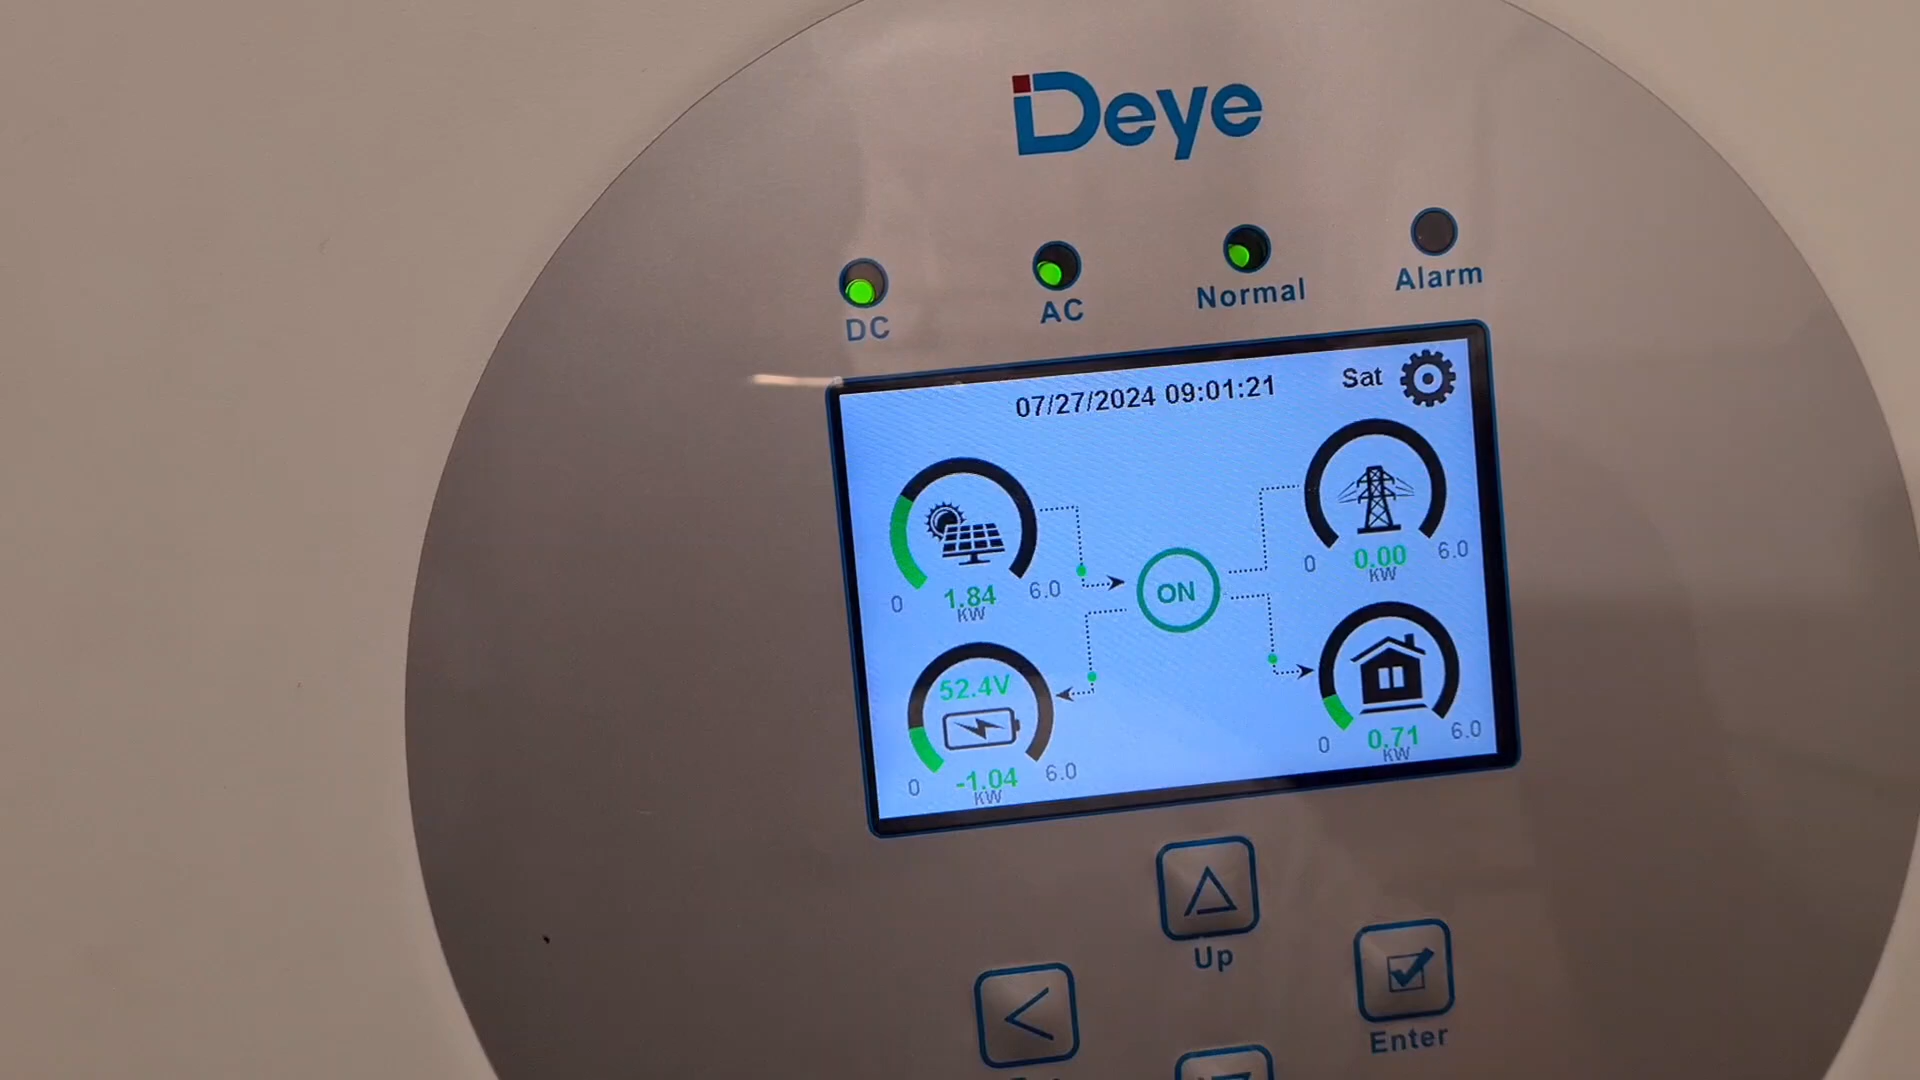 Deye
DC
AC
Normal
Alarm
07/27/2024 09:01:21
Sat
0
1.84
KW
6.0
ON
0
0.00
KW
6.0
52.4V
0
-1.04
KW
6.0
0
0.71
KW
6.0
Up
Enter